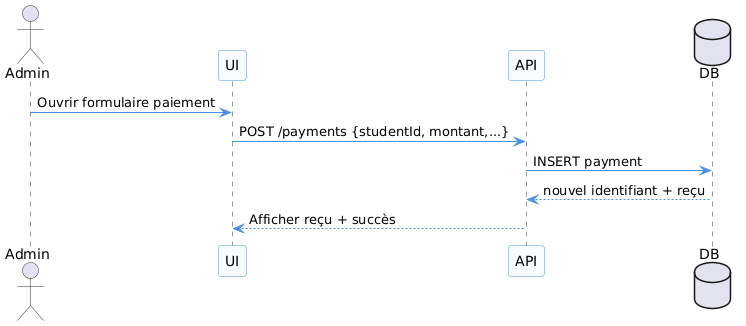 Admin
UI
API
DB
Ouvrir formulaire paiement
POST /payments {studentId, montant,...}
INSERT payment
nouvel identifiant + reçu
Afficher reçu + succès
Admin
UI
API
DB